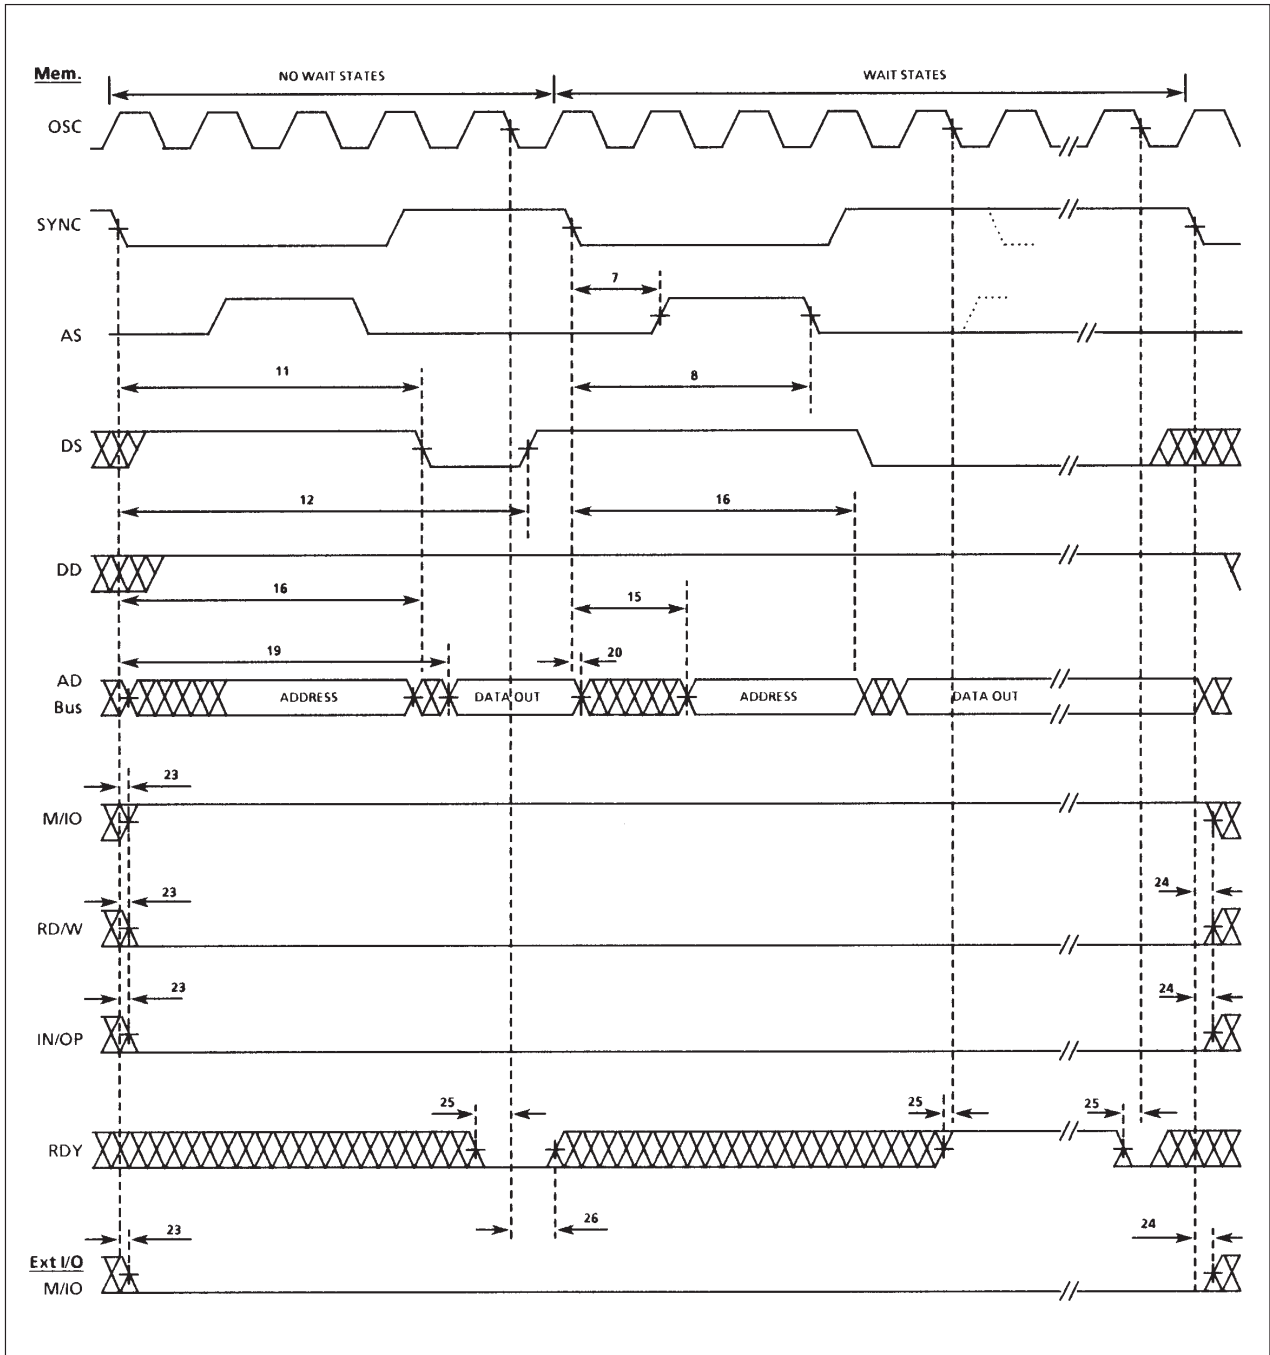 Mem.
NO WAIT STATES
WAIT STATES
OSC
SYNC
7
AS
11
8
DS
12
16
DD
16
15
19
20
AD
Bus
ADDRESS
DATA OUT
ADDRESS
DATA OUT
23
M/IO
23
24
RD/W
23
24
IN/OP
25
25
25
RDY
23
26
24
Ext I/O
M/IO